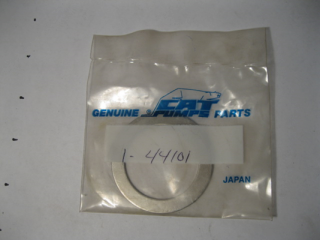 GENUINE CAT PUMPS PARTS
1-44101
JAPAN